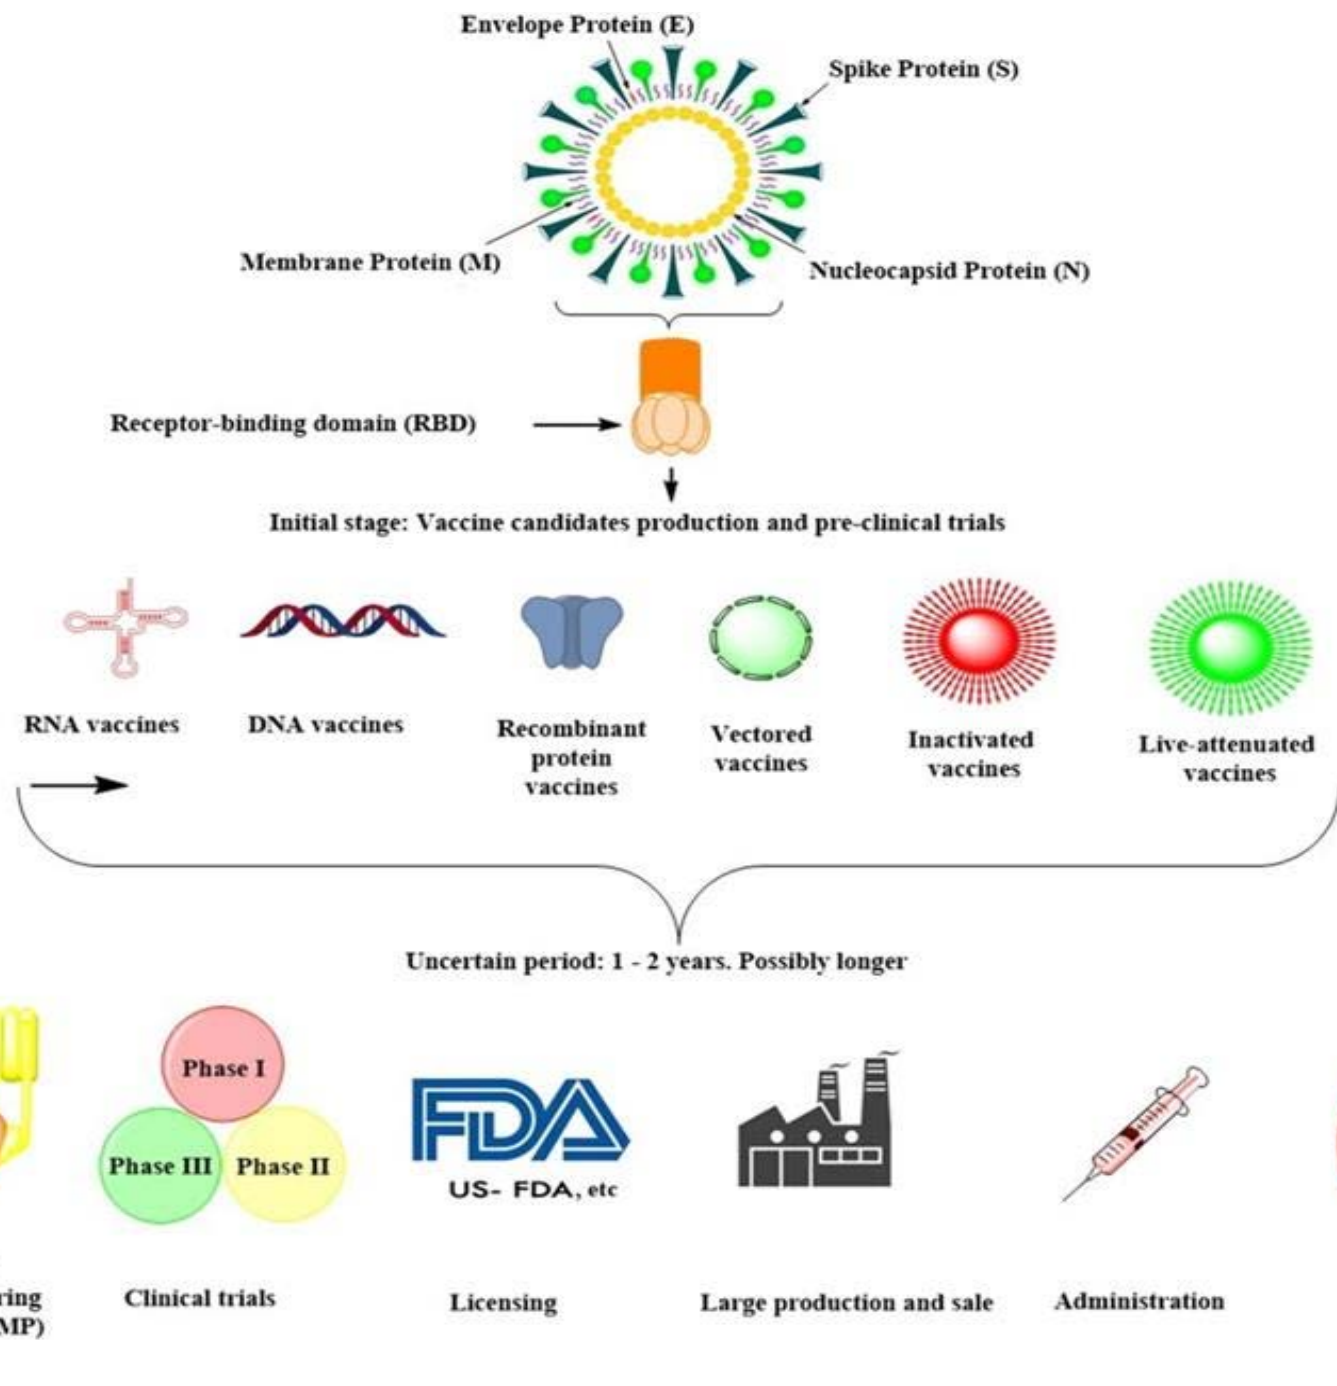 Envelope Protein (E)
Spike Protein (S)
Membrane Protein (M)
Nucleocapsid Protein (N)
Receptor-binding domain (RBD)
Initial stage: Vaccine candidates production and pre-clinical trials
RNA vaccines
DNA vaccines
Recombinant
protein
vaccines
Vectored
vaccines
Inactivated
vaccines
Live-attenuated
vaccines
Uncertain period: 1 - 2 years. Possibly longer
Phase I
Phase III
Phase II
FDA
US- FDA, etc
ring
MP)
Clinical trials
Licensing
Large production and sale
Administration